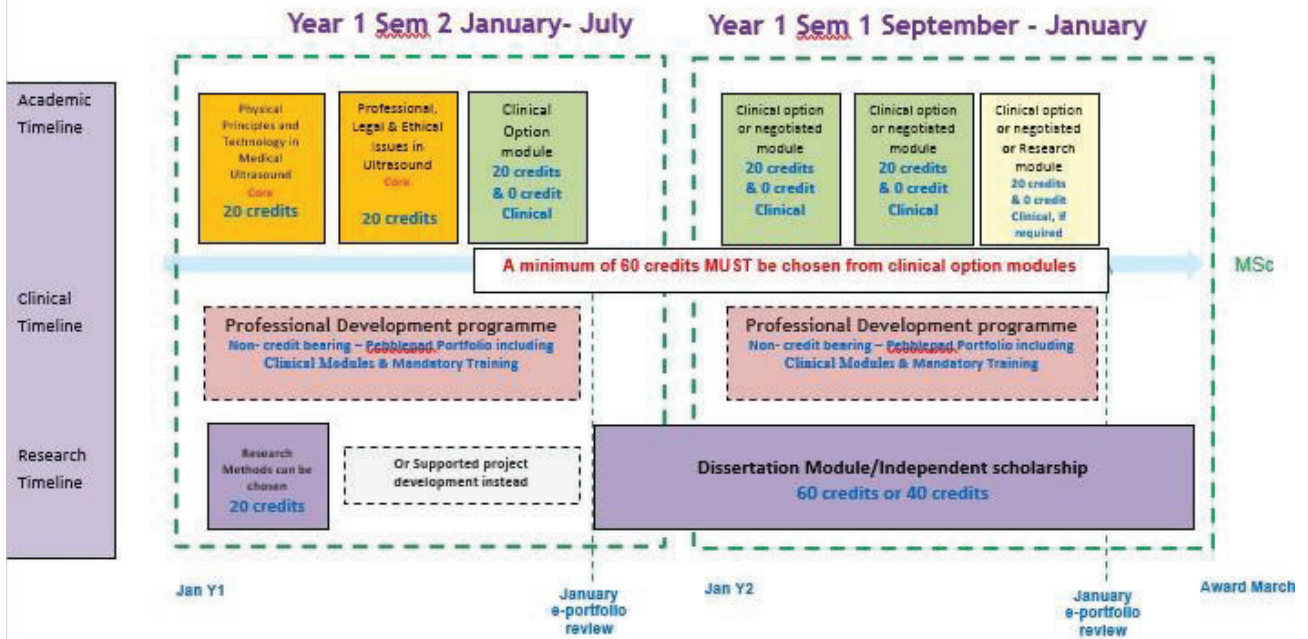 Year 1 Sem 2 January- July
Year 1 Sem 1 September - January
Academic
Timeline
Physical
Principles and
Technology in
Medical
Ultrasound
Core
20 credits
Professional,
Legal & Ethical
Issues in
Ultrasound
Core
20 credits
Clinical
Option
module
20 credits
& 0 credit
Clinical
Clinical option
or negotiated
module
20 credits
& 0 credit
Clinical
Clinical option
or negotiated
module
20 credits
& 0 credit
Clinical
Clinical option
or negotiated
or Research
module
20 credits
& 0 credit
Clinical, if
required
A minimum of 60 credits MUST be chosen from clinical option modules
MSc
Clinical
Timeline
Professional Development programme
Non- credit bearing – Pebblepad Portfolio including
Clinical Modules & Mandatory Training
Professional Development programme
Non- credit bearing – Pebblepad Portfolio including
Clinical Modules & Mandatory Training
Research
Timeline
Research
Methods can be
chosen
20 credits
Or Supported project
development instead
Dissertation Module/Independent scholarship
60 credits or 40 credits
Jan Y1
January
e-portfolio
review
Jan Y2
January
e-portfolio
review
Award March